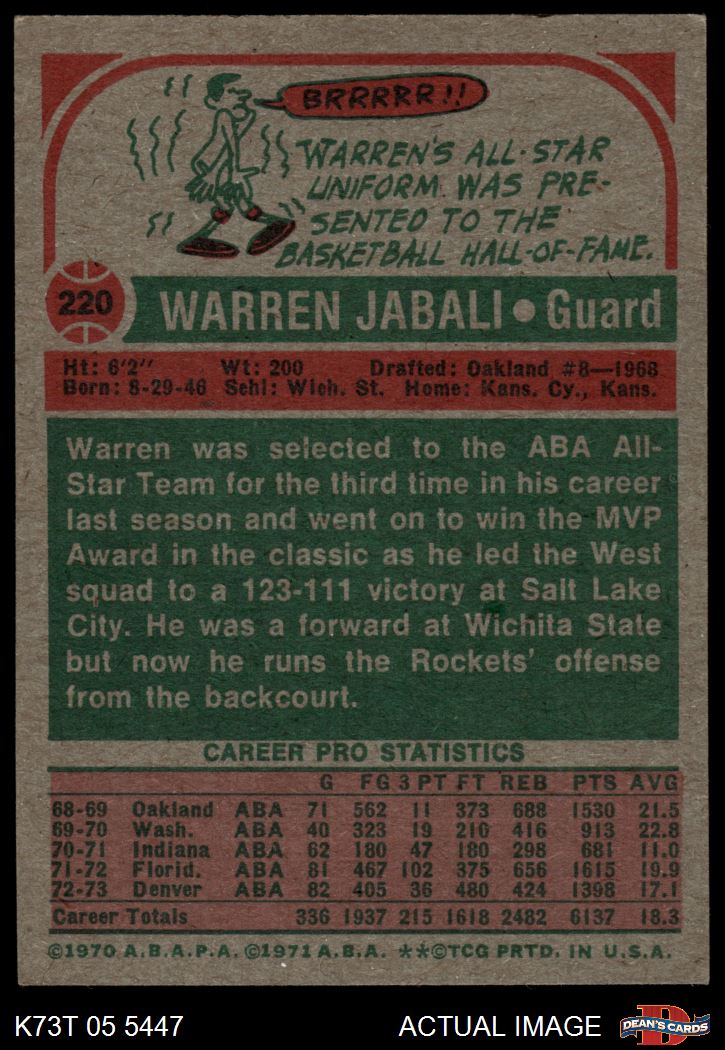 BRRRRR!!
WARREN'S ALL-STAR
UNIFORM WAS PRE-
SENTED TO THE
BASKETBALL HALL-OF-FAME.
220
WARREN JABALI • Guard
Ht: 6'2" Wt: 200 Drafted: Oakland #8—1968
Born: 8-29-46 Schl: Wich. St. Home: Kans. Cy., Kans.
Warren was selected to the ABA All-
Star Team for the third time in his career
last season and went on to win the MVP
Award in the classic as he led the West
squad to a 123-111 victory at Salt Lake
City. He was a forward at Wichita State
but now he runs the Rockets' offense
from the backcourt.
CAREER PRO STATISTICS
G FG 3 PT FT REB PTS AVG
68-69 Oakland ABA 71 562 11 373 688 1530 21.5
69-70 Wash. ABA 40 323 19 210 416 913 22.8
70-71 Indiana ABA 62 180 47 180 298 681 11.0
71-72 Florid. ABA 81 467 102 375 656 1615 19.9
72-73 Denver ABA 82 405 36 480 424 1398 17.1
Career Totals 336 1937 215 1618 2482 6137 18.3
©1970 A.B.A.P.A. ©1971 A.B.A. **©TCG PRTD. IN U.S.A.
K73T 05 5447 ACTUAL IMAGE
DEAN'S CARDS